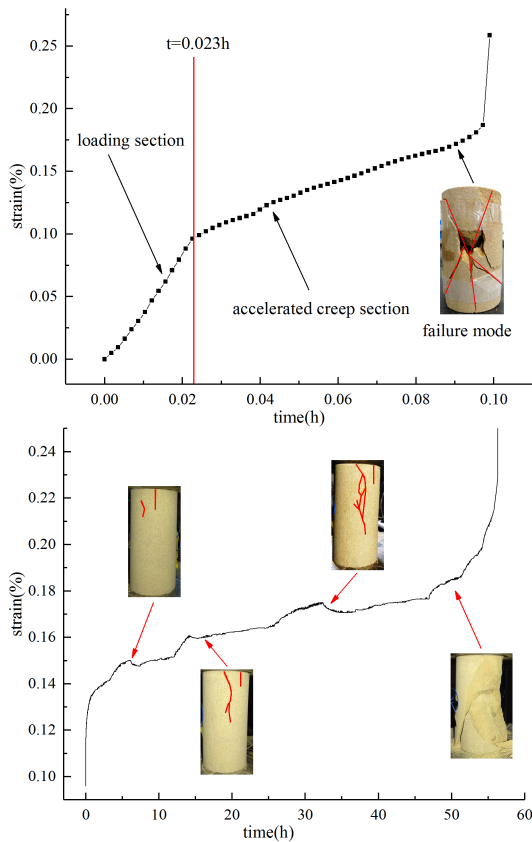 t=0.023h
0.25
loading section
0.20
strain(%)
0.15
0.10
accelerated creep section
0.05
failure mode
0.00
0.00 0.02 0.04 0.06 0.08 0.10
time(h)
0.24
0.22
0.20
strain(%)
0.18
0.16
0.14
0.12
0.10
0 10 20 30 40 50 60
time(h)